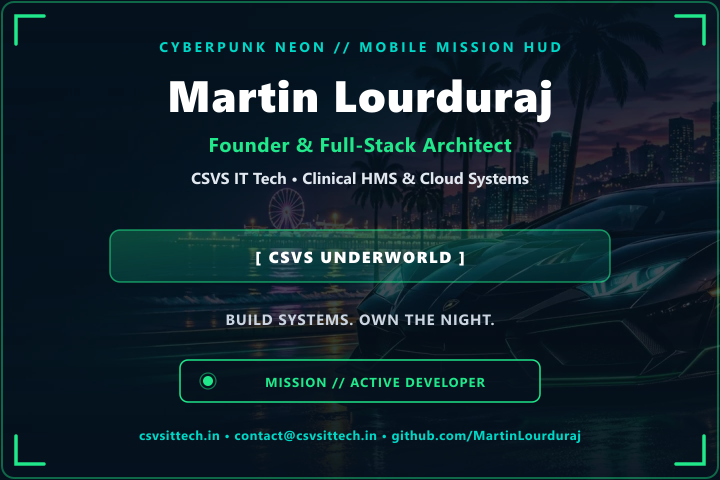 CYBERPUNK NEON // MOBILE MISSION HUD
Martin Lourduraj
Founder & Full-Stack Architect
CSVS IT Tech • Clinical HMS & Cloud Systems
[ CSVS UNDERWORLD ]
BUILD SYSTEMS. OWN THE NIGHT.
MISSION // ACTIVE DEVELOPER
csvsittech.in • contact@csvsittech.in • github.com/MartinLourduraj